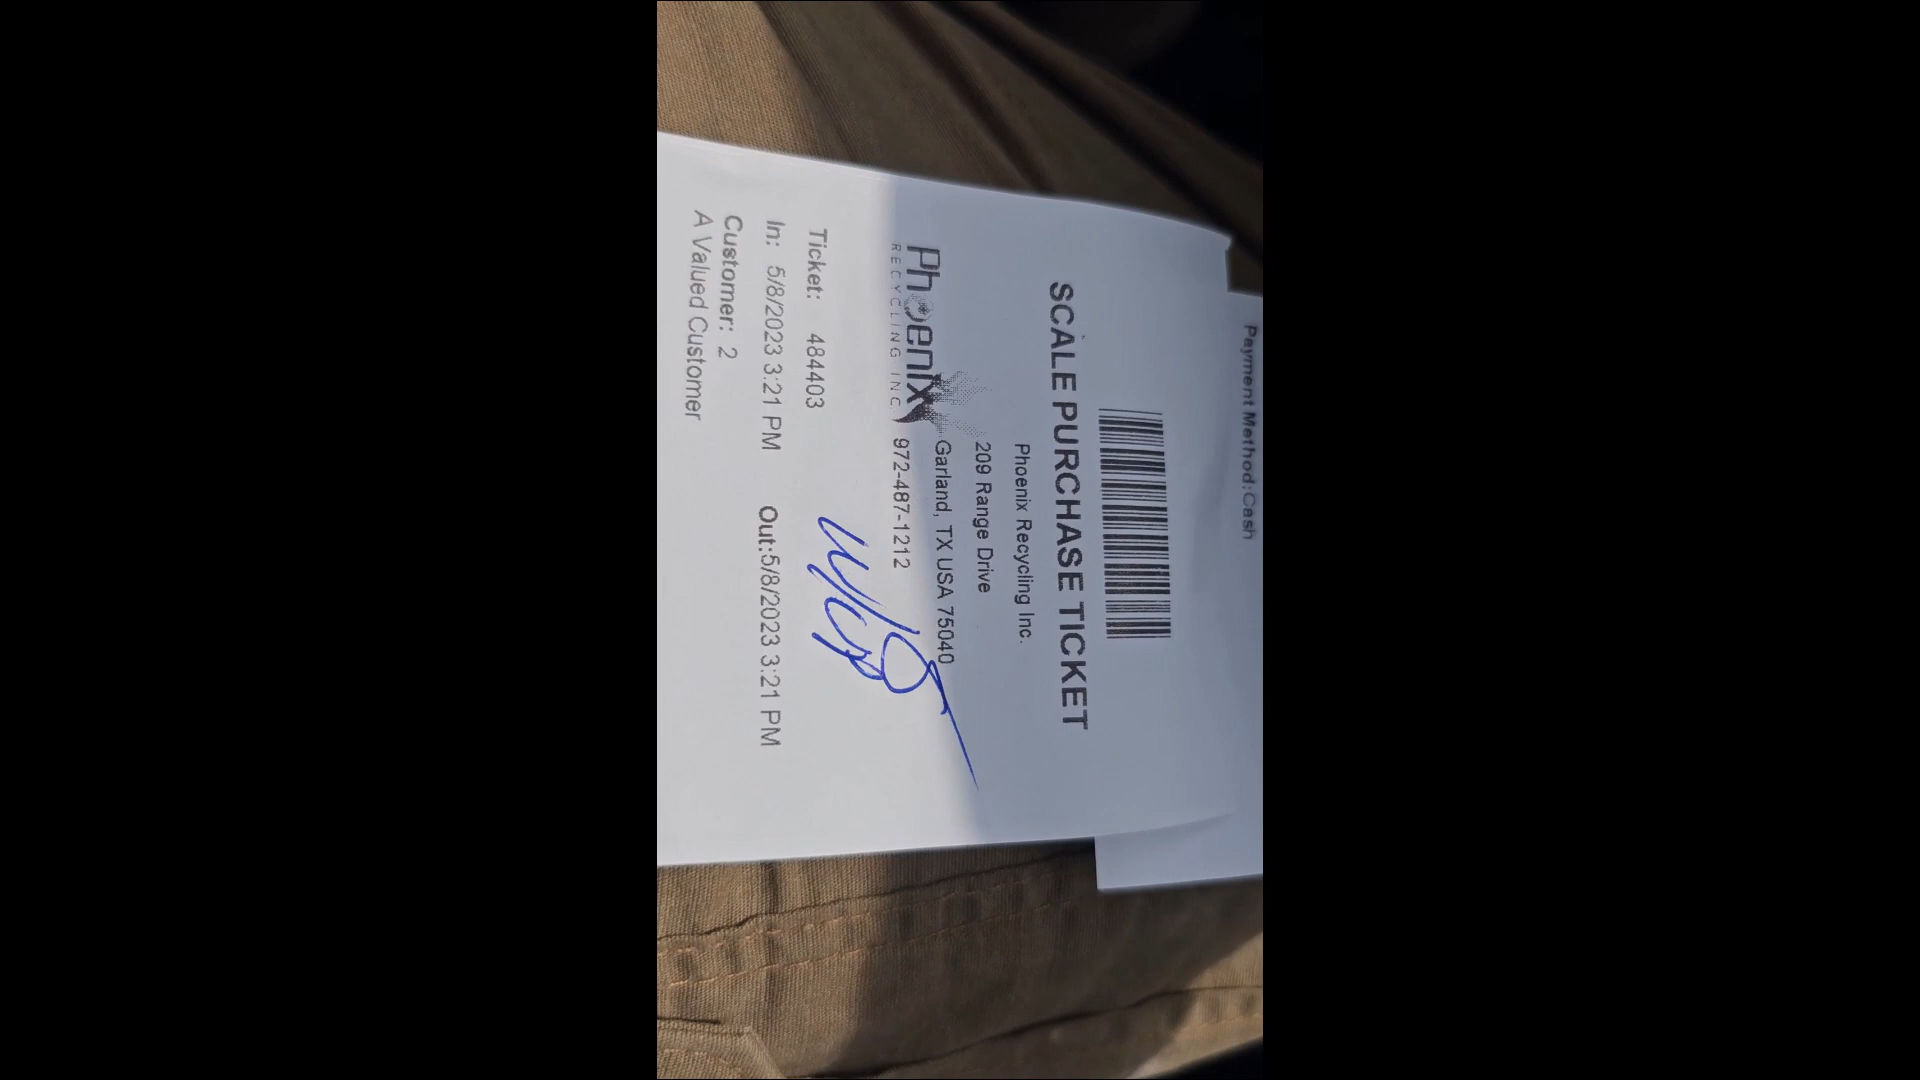 Payment Method:Cash
SCALE PURCHASE TICKET
Phoenix Recycling Inc.
209 Range Drive
Garland, TX USA 75040
972-487-1212
Phoenix
RECYCLING INC.
Ticket: 484403
In: 5/8/2023 3:21 PM Out:5/8/2023 3:21 PM
Customer: 2
A Valued Customer